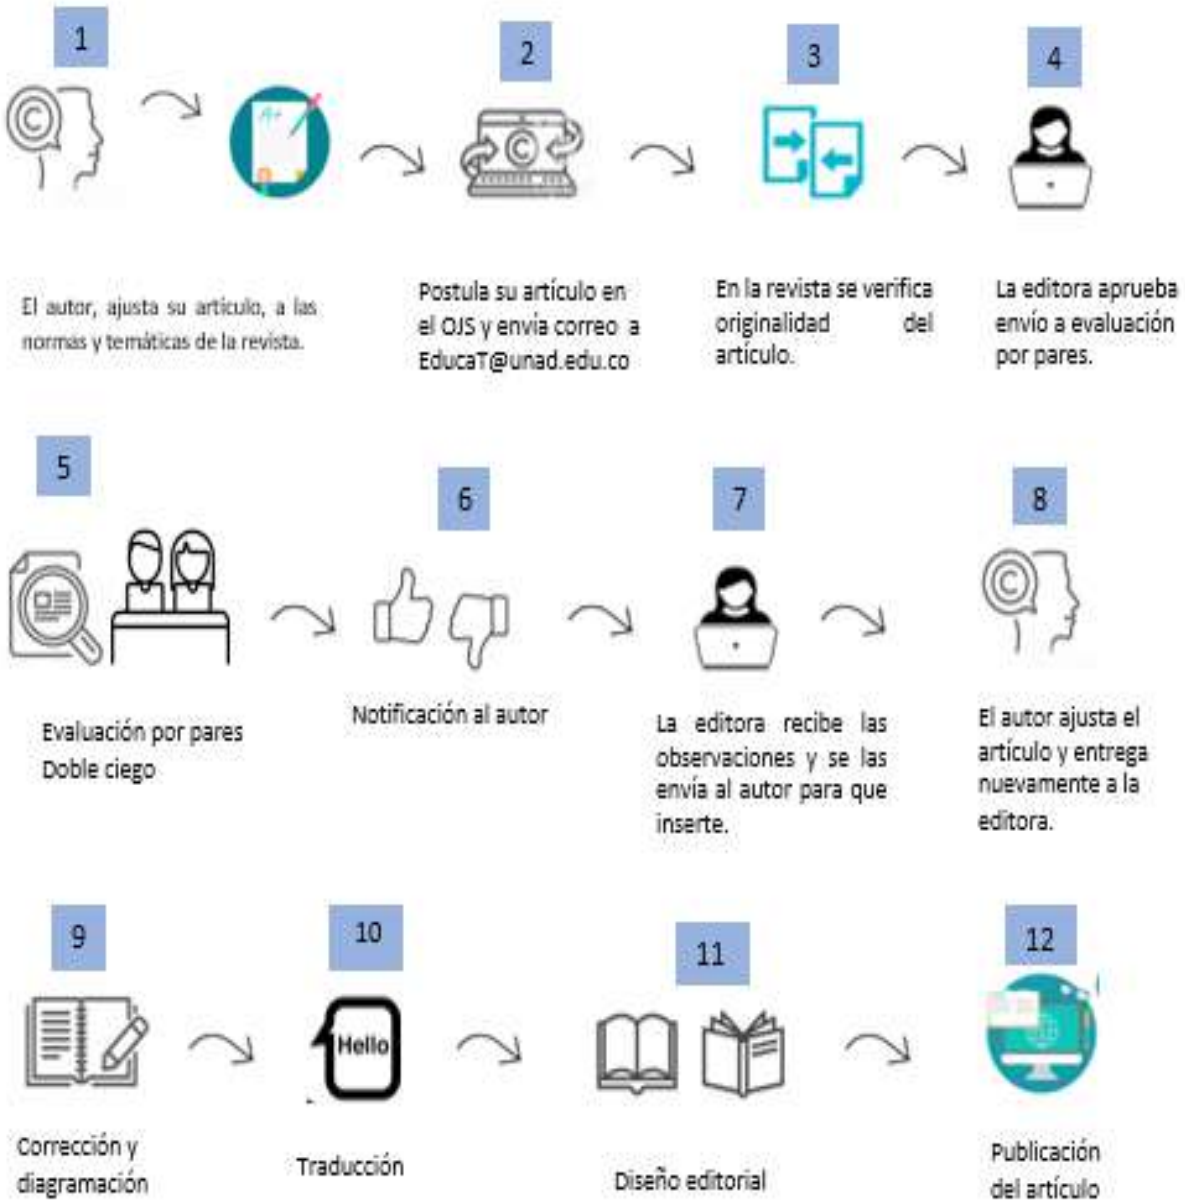 1
A+
El autor, ajusta su artículo, a las
normas y temáticas de la revista.
2
C
Postula su artículo en
el OJS y envía correo a
EducaT@unad.edu.co
3
En la revista se verifica
originalidad del
artículo.
4
La editora aprueba
envío a evaluación
por pares.
5
Evaluación por pares
Doble ciego
6
Notificación al autor
7
La editora recibe las
observaciones y se las
envía al autor para que
inserte.
8
C
El autor ajusta el
artículo y entrega
nuevamente a la
editora.
9
Corrección y
diagramación
10
Hello
Traducción
11
Diseño editorial
12
Publicación
del artículo